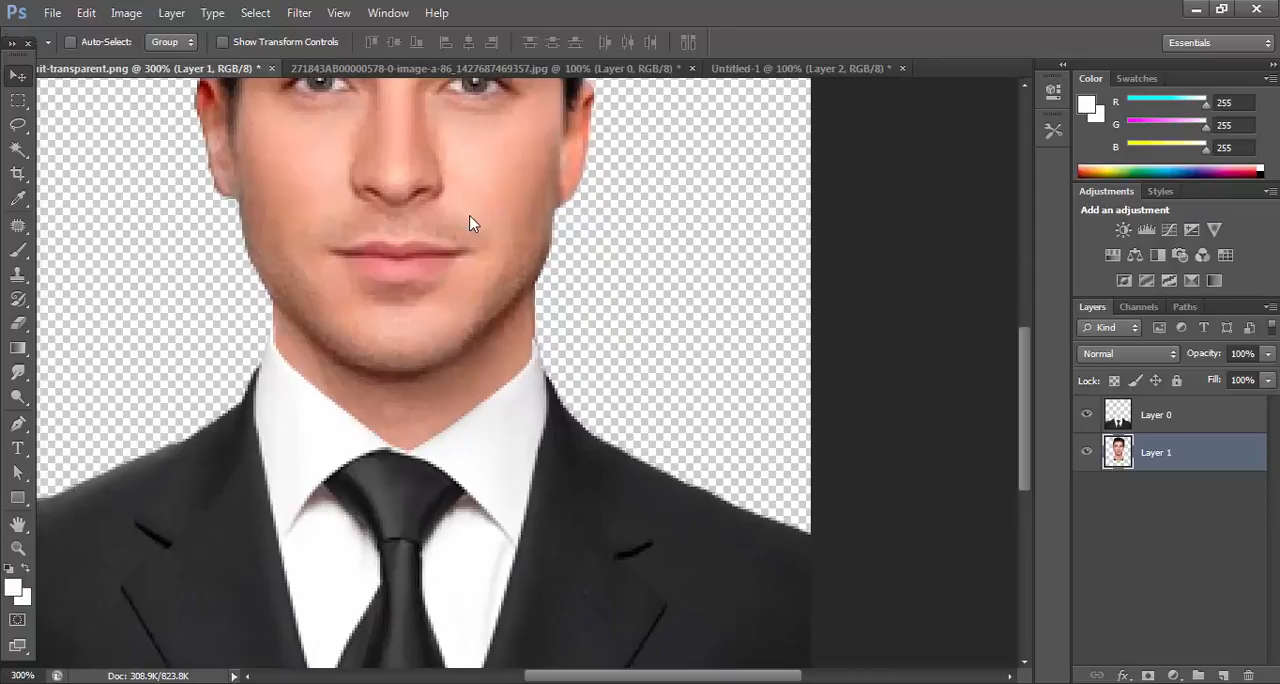 Ps File Edit Image Layer Type Select Filter View Window Help
Auto-Select: Group Show Transform Controls Essentials
uit-transparent.png @ 300% (Layer 1, RGB/8) * × 271843AB00000578-0-image-a-86_1427687469357.jpg @ 100% (Layer 0, RGB/8) * × Untitled-1 @ 100% (Layer 2, RGB/8) * ×
Color Swatches
R 255
G 255
B 255
Adjustments Styles
Add an adjustment
Layers Channels Paths
Kind
Normal Opacity: 100%
Lock: Fill: 100%
Layer 0
Layer 1
300% Doc: 308.9K/823.8K